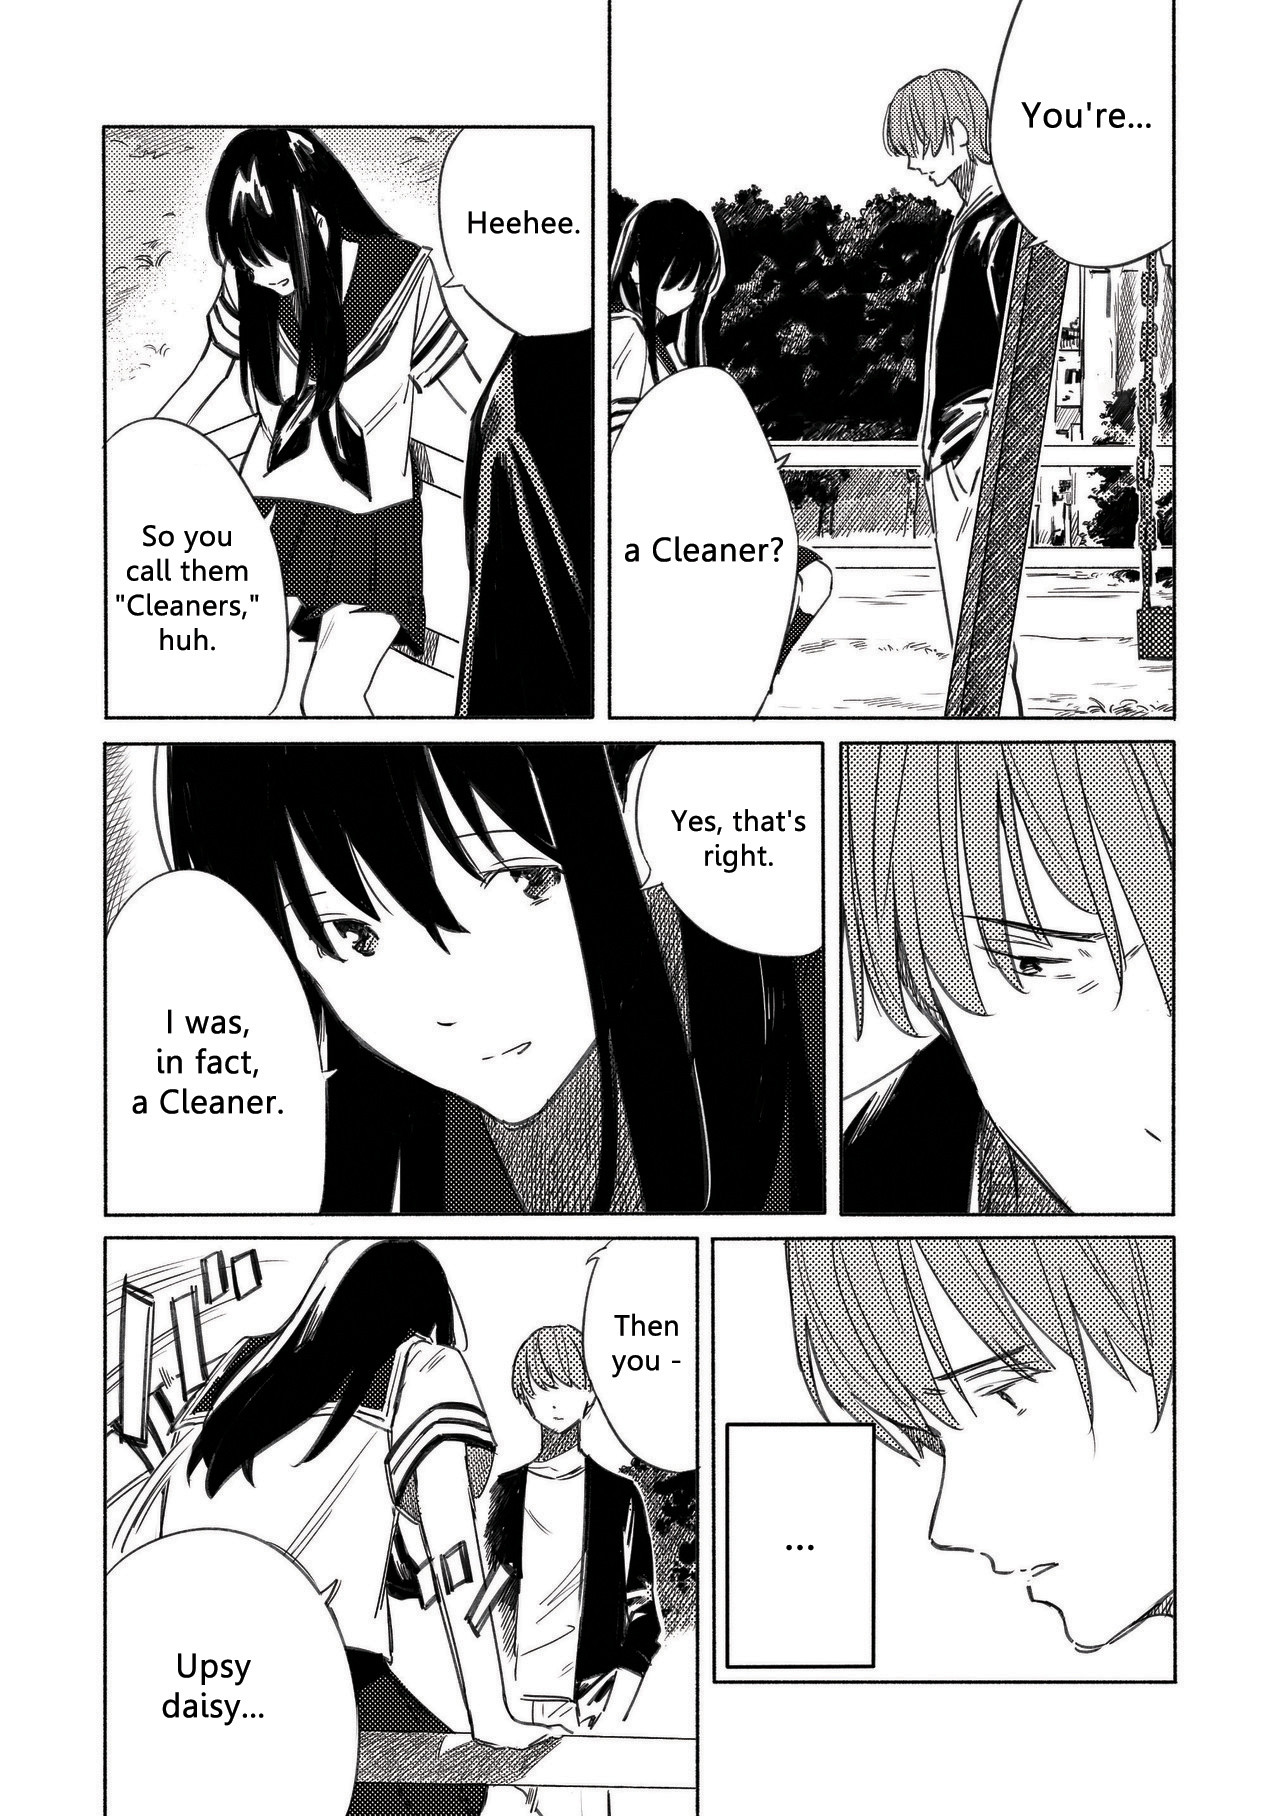 You're...
a Cleaner?
Heehee.
So you
call them
"Cleaners,"
huh.
Yes, that's
right.
I was,
in fact,
a Cleaner.
...
Then
you -
Upsy
daisy...